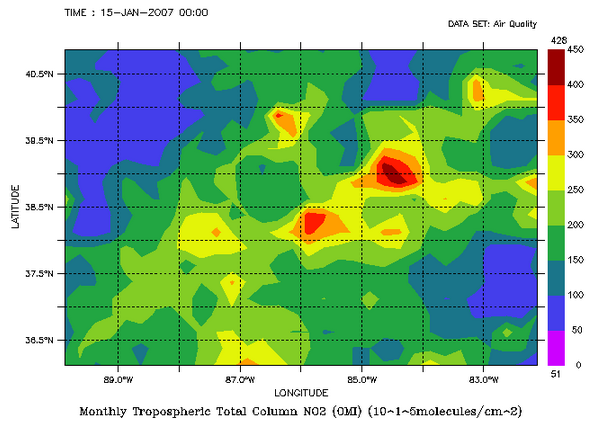 TIME : 15-JAN-2007 00:00
DATA SET: Air Quality
428
450
400
350
300
250
200
150
100
50
0
51
40.5°N
39.5°N
38.5°N
37.5°N
36.5°N
LATITUDE
89.0°W 87.0°W 85.0°W 83.0°W
LONGITUDE
Monthly Tropospheric Total Column NO2 (OMI) (10^1^5molecules/cm^2)